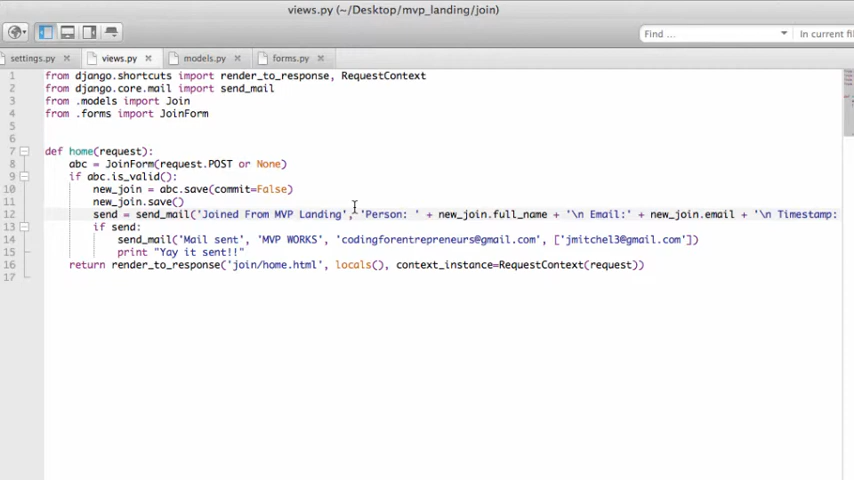 views.py (~/Desktop/mvp_landing/join)
Find ...
In current fi
settings.py
views.py
models.py
forms.py
1 from django.shortcuts import render_to_response, RequestContext
2 from django.core.mail import send_mail
3 from .models import Join
4 from .forms import JoinForm
5
6
7 def home(request):
8 abc = JoinForm(request.POST or None)
9 if abc.is_valid():
10 new_join = abc.save(commit=False)
11 new_join.save()
12 send = send_mail('Joined From MVP Landing', 'Person: ' + new_join.full_name + '\n Email:' + new_join.email + '\n Timestamp:
13 if send:
14 send_mail('Mail sent', 'MVP WORKS', 'codingforentrepreneurs@gmail.com', ['jmitchel3@gmail.com'])
15 print "Yay it sent!!"
16 return render_to_response('join/home.html', locals(), context_instance=RequestContext(request))
17